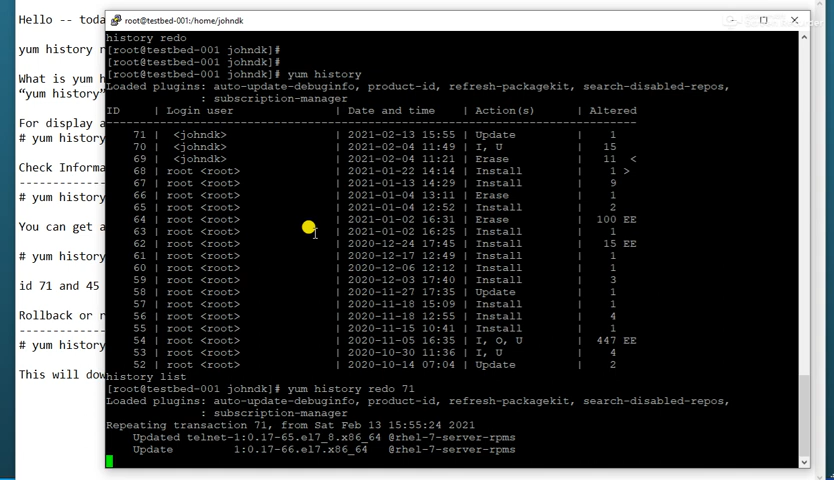 Hello -- toda
yum history r
What is yum h
“yum history”
For display a
# yum history
Check Informa
-------------
# yum history
You can get a
# yum history
id 71 and 45
Rollback or r
-------------
# yum history
This will dow
root@testbed-001:/home/johndk
history redo
[root@testbed-001 johndk]#
[root@testbed-001 johndk]#
[root@testbed-001 johndk]# yum history
Loaded plugins: auto-update-debuginfo, product-id, refresh-packagekit, search-disabled-repos,
: subscription-manager
ID | Login user | Date and time | Action(s) | Altered
-------------------------------------------------------------------------------
71 | <johndk> | 2021-02-13 15:55 | Update | 1
70 | <johndk> | 2021-02-04 11:49 | I, U | 15
69 | <johndk> | 2021-02-04 11:21 | Erase | 11 <
68 | root <root> | 2021-01-22 14:14 | Install | 1 >
67 | root <root> | 2021-01-13 14:29 | Install | 9
66 | root <root> | 2021-01-04 13:11 | Erase | 1
65 | root <root> | 2021-01-04 12:52 | Install | 2
64 | root <root> | 2021-01-02 16:31 | Erase | 100 EE
63 | root <root> | 2021-01-02 16:25 | Install | 1
62 | root <root> | 2020-12-24 17:45 | Install | 15 EE
61 | root <root> | 2020-12-17 12:49 | Install | 1
60 | root <root> | 2020-12-06 12:12 | Install | 1
59 | root <root> | 2020-12-03 17:40 | Install | 3
58 | root <root> | 2020-11-27 17:35 | Update | 1
57 | root <root> | 2020-11-18 15:09 | Install | 1
56 | root <root> | 2020-11-18 12:55 | Install | 4
55 | root <root> | 2020-11-15 10:41 | Install | 1
54 | root <root> | 2020-11-05 16:35 | I, O, U | 447 EE
53 | root <root> | 2020-10-30 11:36 | I, U | 4
52 | root <root> | 2020-10-14 07:04 | Update | 2
history list
[root@testbed-001 johndk]# yum history redo 71
Loaded plugins: auto-update-debuginfo, product-id, refresh-packagekit, search-disabled-repos,
: subscription-manager
Repeating transaction 71, from Sat Feb 13 15:55:24 2021
Updated telnet-1:0.17-65.el7_8.x86_64 @rhel-7-server-rpms
Update 1:0.17-66.el7.x86_64 @rhel-7-server-rpms